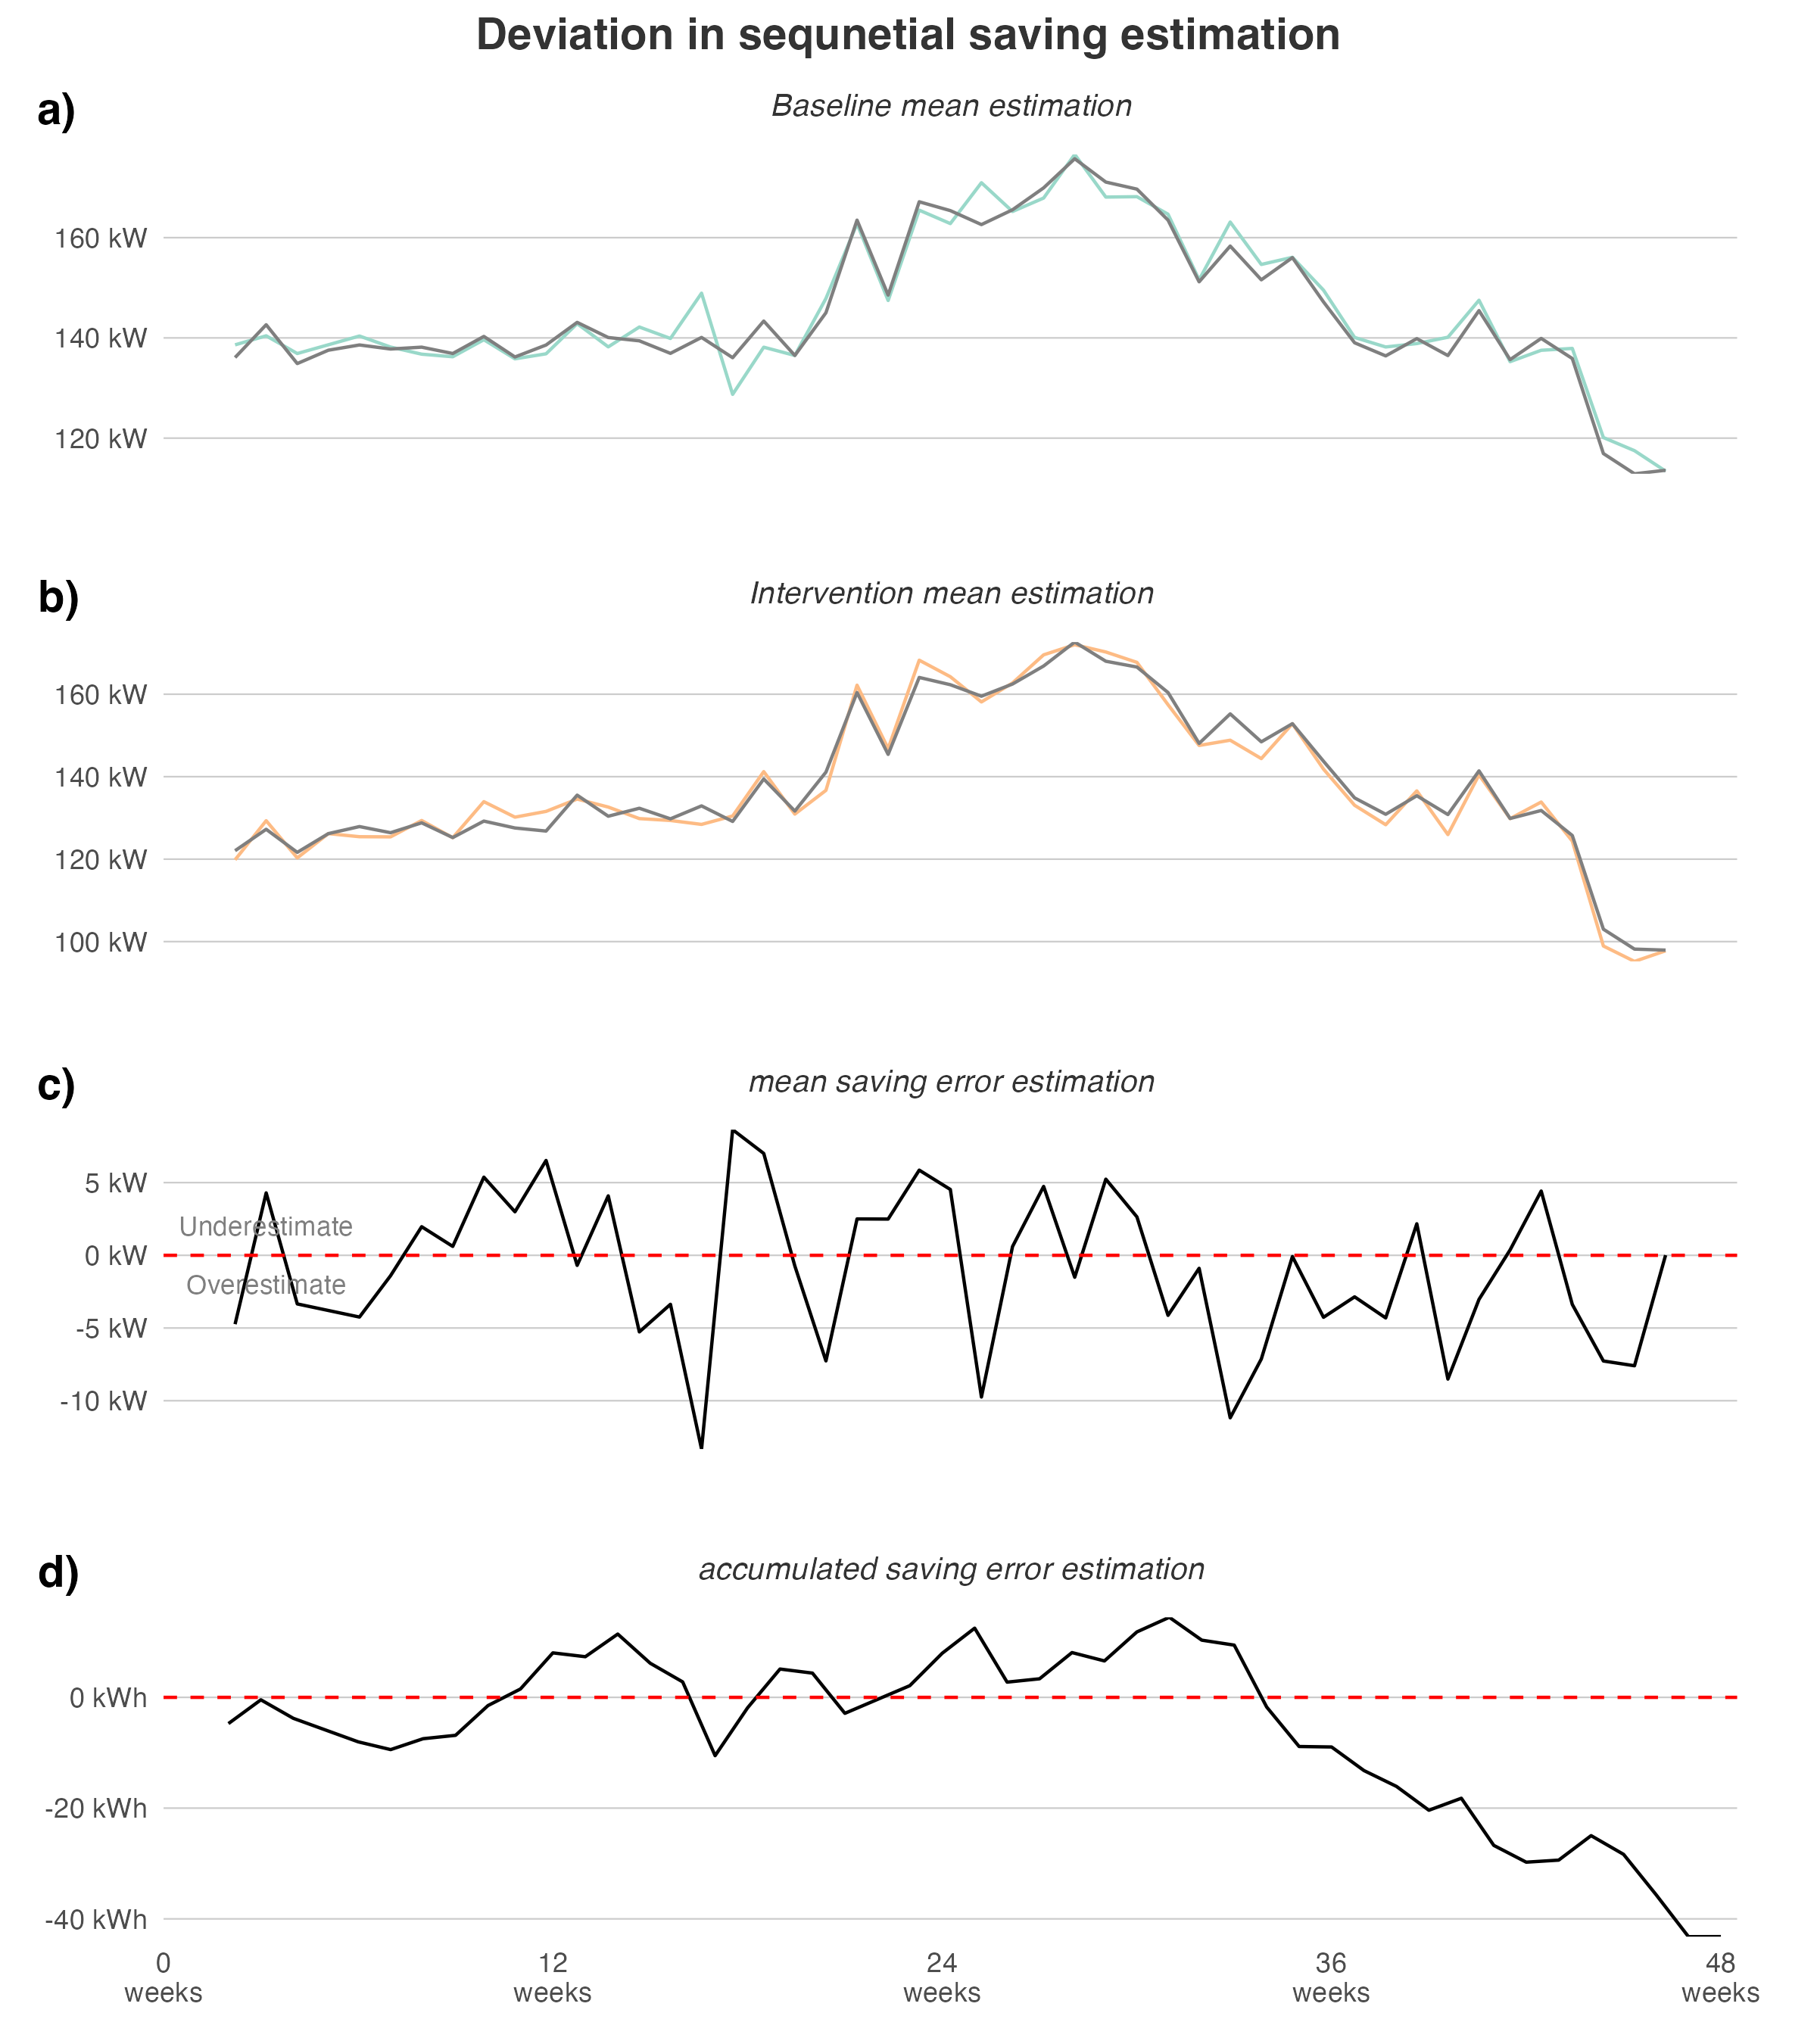 Deviation in sequnetial saving estimation
a)
Baseline mean estimation
160 kW
140 kW
120 kW
b)
Intervention mean estimation
160 kW
140 kW
120 kW
100 kW
c)
mean saving error estimation
5 kW
Underestimate
0 kW
Overestimate
-5 kW
-10 kW
d)
accumulated saving error estimation
0 kWh
-20 kWh
-40 kWh
0 12 24 36 48
weeks weeks weeks weeks weeks